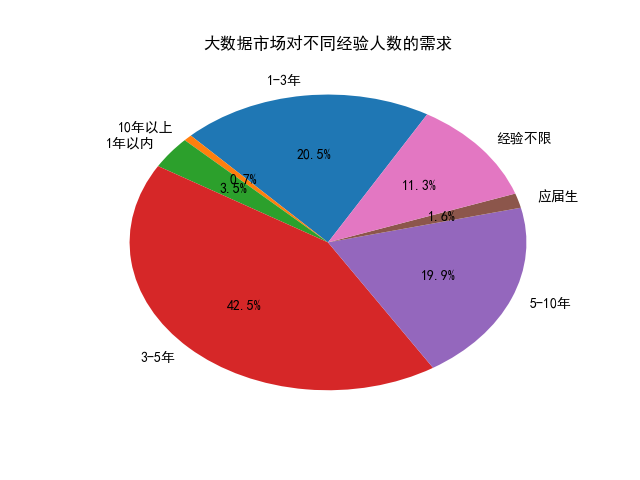 大数据市场对不同经验人数的需求
1-3年
10年以上
1年以内
经验不限
应届生
5-10年
3-5年
20.5%
0.7%
3.5%
11.3%
1.6%
19.9%
42.5%